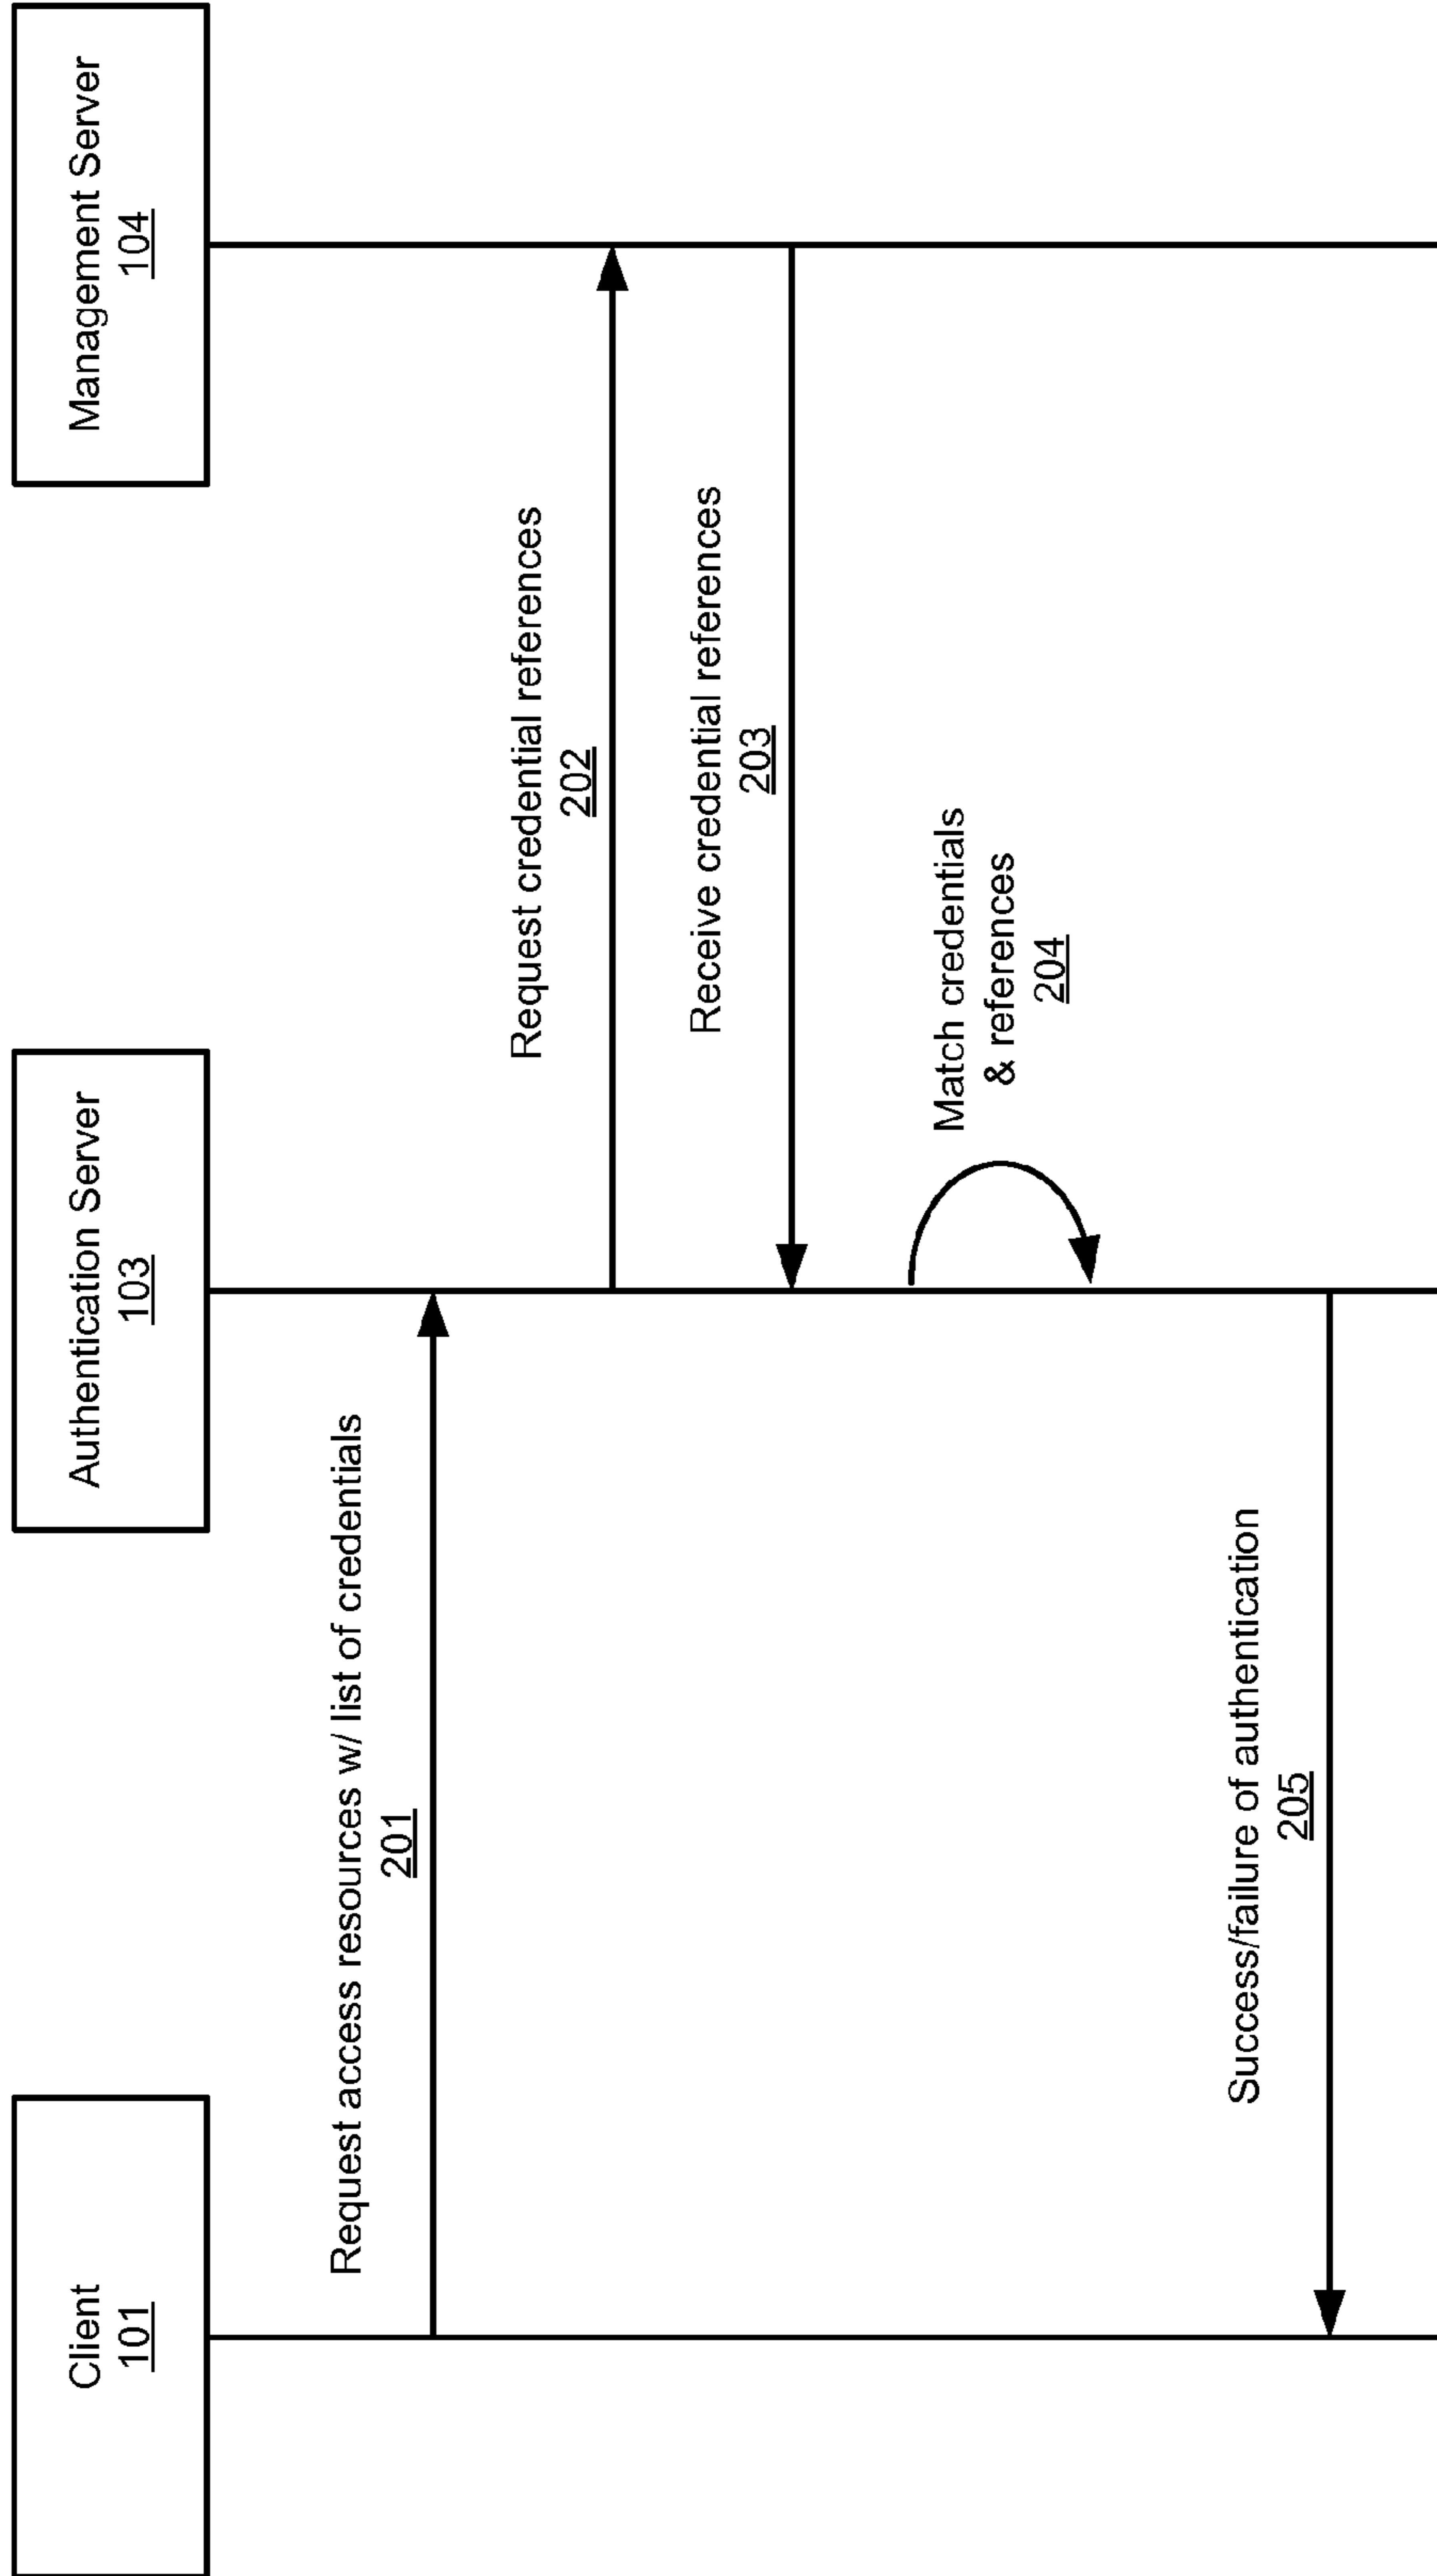 Client
101
Authentication Server
103
Management Server
104
Request access resources w/ list of credentials
201
Request credential references
202
Receive credential references
203
Match credentials
& references
204
Success/failure of authentication
205